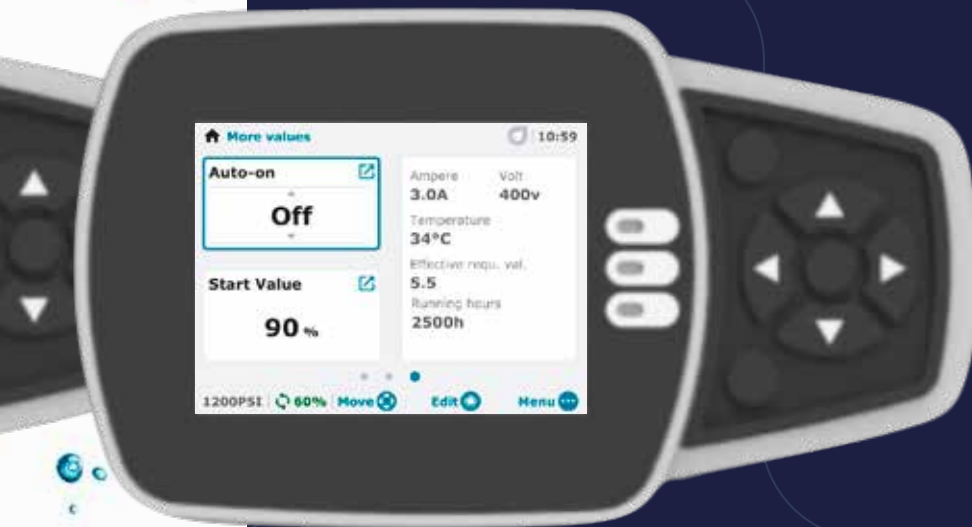 More values
10:59
Auto-on
Off
Start Value
90 %
Ampere Volt
3.0A 400v
Temperature
34°C
Effective requ. val.
5.5
Running hours
2500h
1200PSI 60% Move Edit Menu